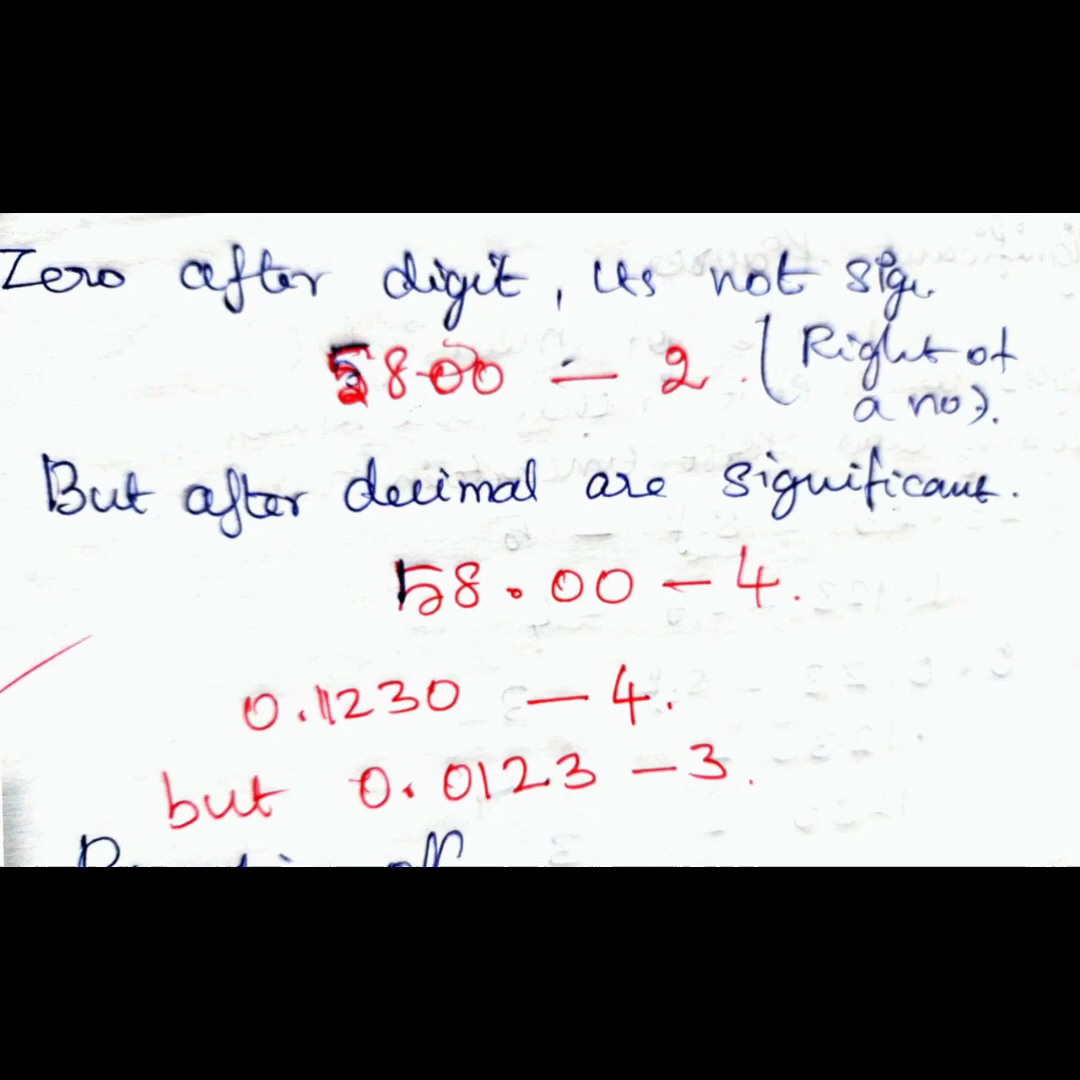 Zero after digit, its not sig.
5800 — 2. (Right of
a no).
But after decimal are significant.
58.00 — 4.
0.1230 — 4.
but 0.0123 — 3.